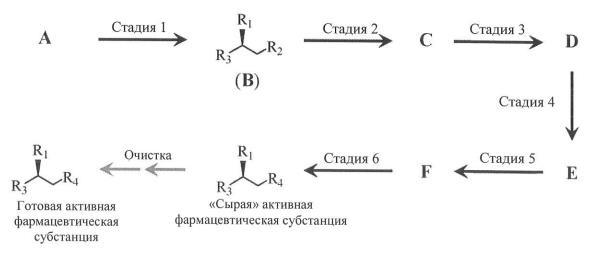 A
Стадия 1
R₁
R₃ R₂
(B)
Стадия 2
C
Стадия 3
D
Стадия 4
E
Стадия 5
F
Стадия 6
R₁
R₃ R₄
«Сырая» активная
фармацевтическая субстанция
Очистка
R₁
R₃ R₄
Готовая активная
фармацевтическая
субстанция